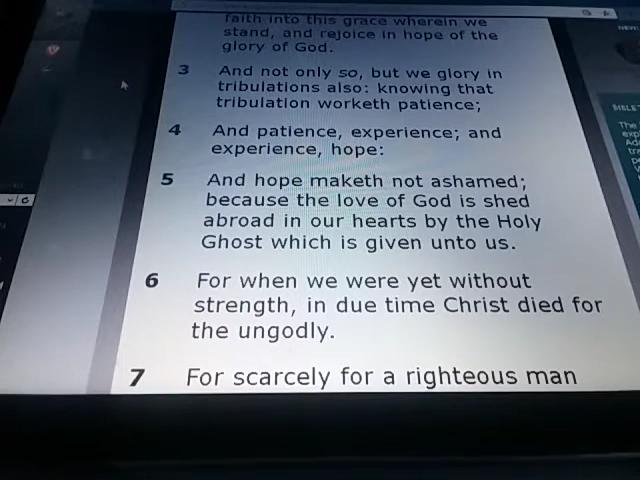 faith into this grace wherein we
stand, and rejoice in hope of the
glory of God.
3 And not only so, but we glory in
tribulations also: knowing that
tribulation worketh patience;
4 And patience, experience; and
experience, hope:
5 And hope maketh not ashamed;
because the love of God is shed
abroad in our hearts by the Holy
Ghost which is given unto us.
6 For when we were yet without
strength, in due time Christ died for
the ungodly.
7 For scarcely for a righteous man
The